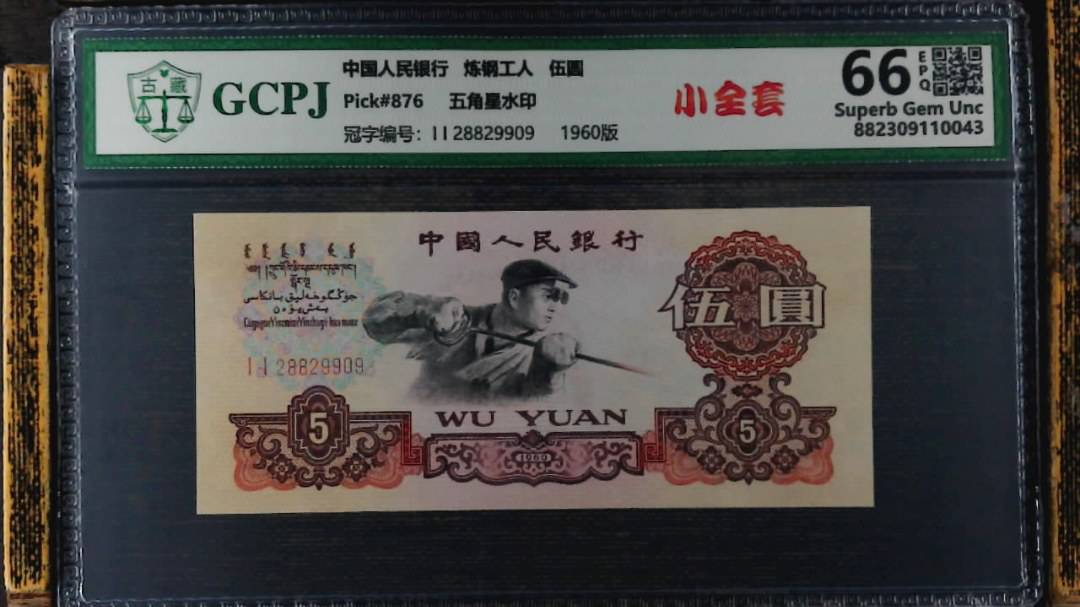 古藏
GCPJ
中国人民银行 炼钢工人 伍圆
Pick#876 五角星水印
冠字编号: I I 28829909 1960版
小全套
66 EPQ
Superb Gem Unc
882309110043
中國人民銀行
伍圓
I I 28829909
WU YUAN
5
1960
5